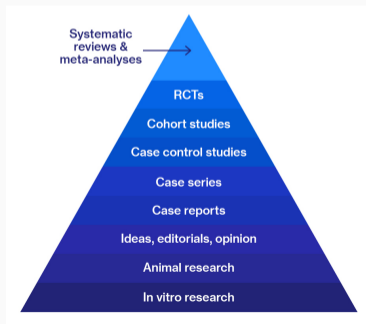 Systematic
reviews &
meta-analyses
RCTs
Cohort studies
Case control studies
Case series
Case reports
Ideas, editorials, opinion
Animal research
In vitro research